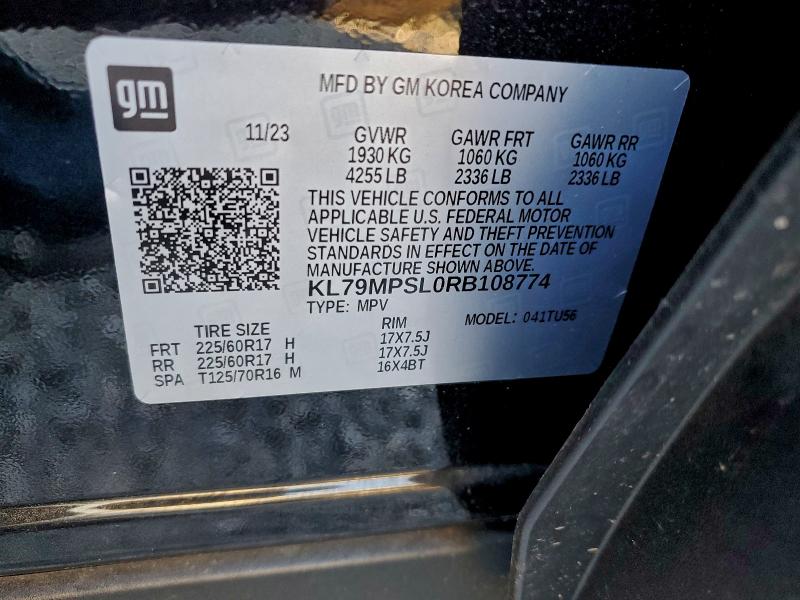 gm
MFD BY GM KOREA COMPANY
11/23 GVWR GAWR FRT GAWR RR
1930 KG 1060 KG 1060 KG
4255 LB 2336 LB 2336 LB
THIS VEHICLE CONFORMS TO ALL
APPLICABLE U.S. FEDERAL MOTOR
VEHICLE SAFETY AND THEFT PREVENTION
STANDARDS IN EFFECT ON THE DATE OF
MANUFACTURE SHOWN ABOVE.
KL79MPSL0RB108774
TYPE: MPV MODEL: 041TU56
TIRE SIZE RIM
FRT 225/60R17 H 17X7.5J
RR 225/60R17 H 17X7.5J
SPA T125/70R16 M 16X4BT